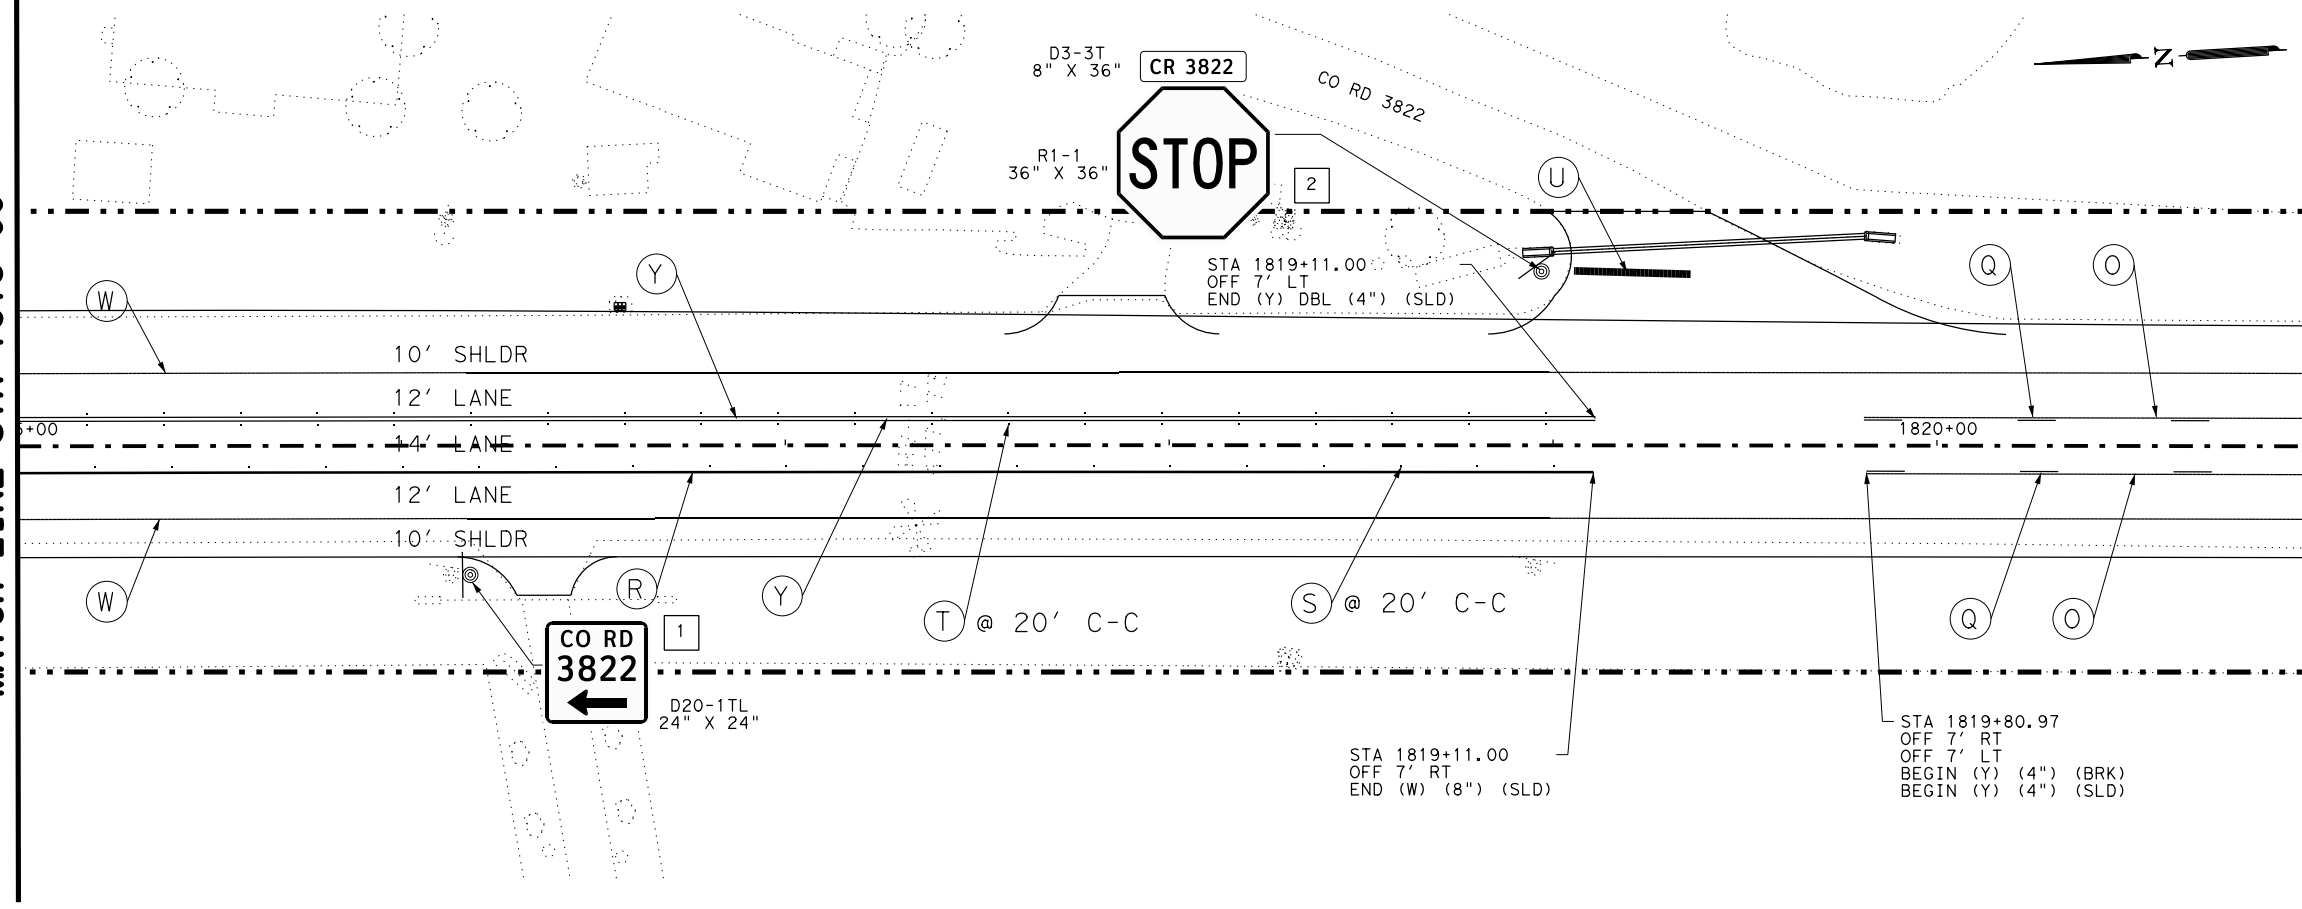 D3-3T
8" X 36"
CR 3822
STOP
R1-1
36" X 36"
2
CO RD 3822
N
U
STA 1819+11.00
OFF 7' LT
END (Y) DBL (4") (SLD)
W
Y
Q
O
10' SHLDR
12' LANE
+00
14' LANE
1820+00
12' LANE
10' SHLDR
W
R
Y
T @ 20' C-C
S @ 20' C-C
Q
O
1
CO RD
3822
D20-1TL
24" X 24"
STA 1819+11.00
OFF 7' RT
END (W) (8") (SLD)
STA 1819+80.97
OFF 7' RT
OFF 7' LT
BEGIN (Y) (4") (BRK)
BEGIN (Y) (4") (SLD)